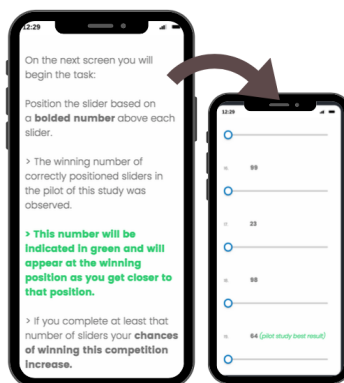 12:29
On the next screen you will
begin the task:
Position the slider based on
a bolded number above each
slider.
> The winning number of
correctly positioned sliders in
the pilot of this study was
observed.
> This number will be
indicated in green and will
appear at the winning
position as you get closer to
that position.
> If you complete at least that
number of sliders your chances
of winning this competition
increase.
12:29
99
23
98
64 (pilot study best result)